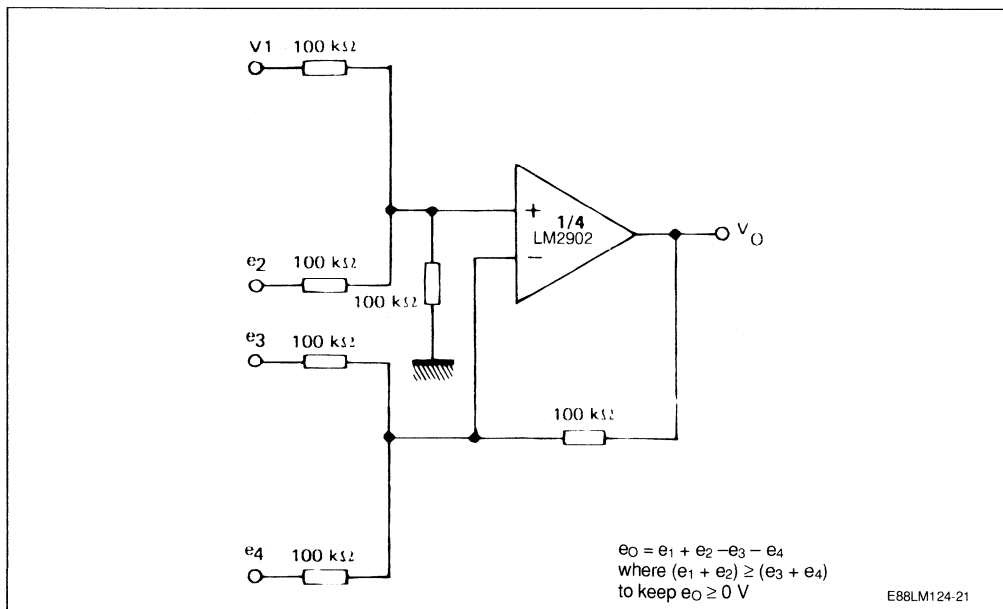 V1 100 kΩ
1/4
LM2902
+
−
VO
e2 100 kΩ
100 kΩ
e3 100 kΩ
100 kΩ
e4 100 kΩ
eO = e1 + e2 –e3 – e4
where (e1 + e2) ≥ (e3 + e4)
to keep eO ≥ 0 V
E88LM124-21